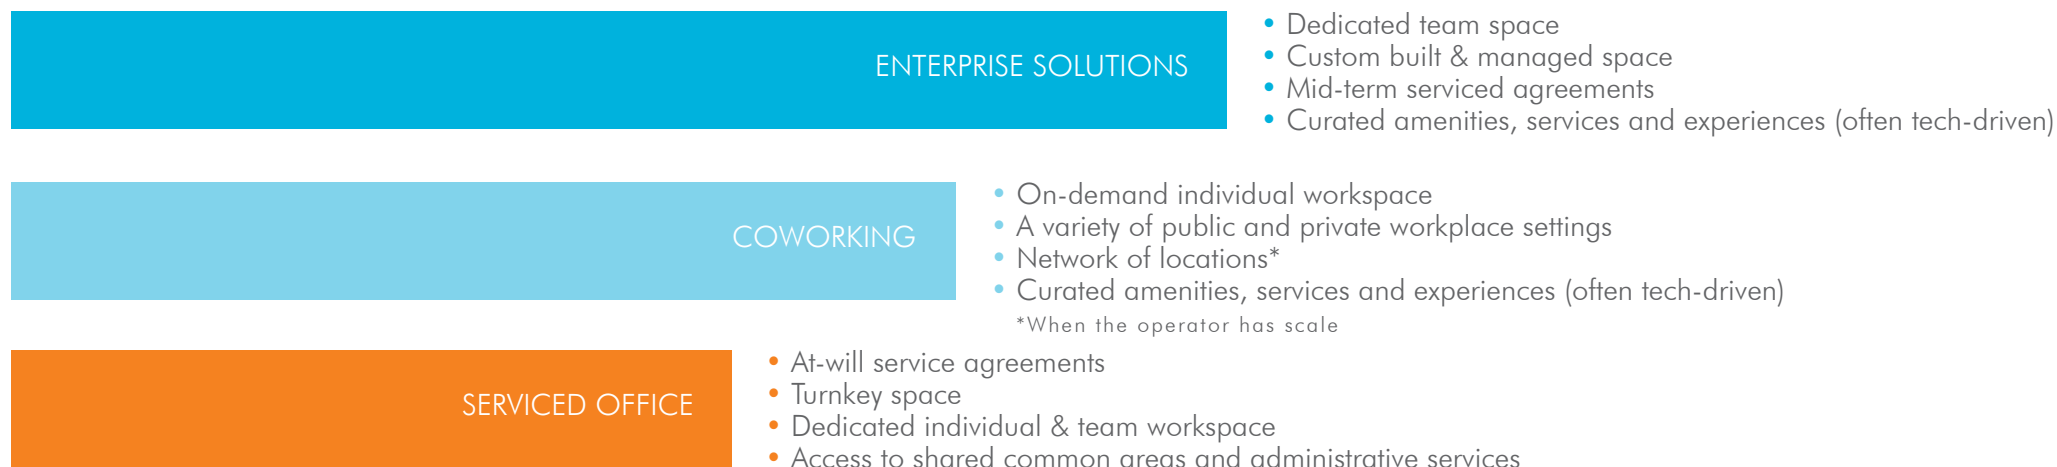 ENTERPRISE SOLUTIONS
• Dedicated team space
• Custom built & managed space
• Mid-term serviced agreements
• Curated amenities, services and experiences (often tech-driven)
COWORKING
• On-demand individual workspace
• A variety of public and private workplace settings
• Network of locations*
• Curated amenities, services and experiences (often tech-driven)
*When the operator has scale
SERVICED OFFICE
• At-will service agreements
• Turnkey space
• Dedicated individual & team workspace
• Access to shared common areas and administrative services